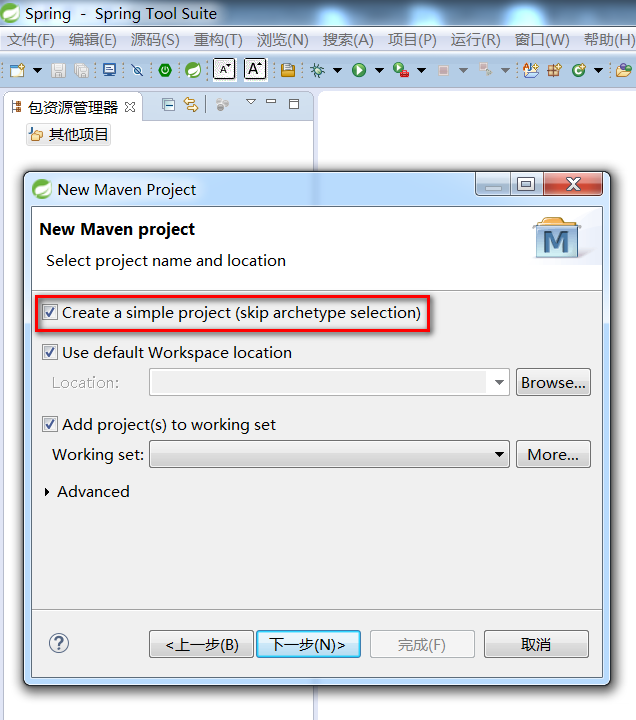 Spring - Spring Tool Suite
文件(F) 编辑(E) 源码(S) 重构(T) 浏览(N) 搜索(A) 项目(P) 运行(R) 窗口(W) 帮助(H)
A A
包资源管理器
其他项目
New Maven Project
New Maven project
Select project name and location
M
Create a simple project (skip archetype selection)
Use default Workspace location
Location: Browse...
Add project(s) to working set
Working set: More...
Advanced
<上一步(B) 下一步(N)> 完成(F) 取消